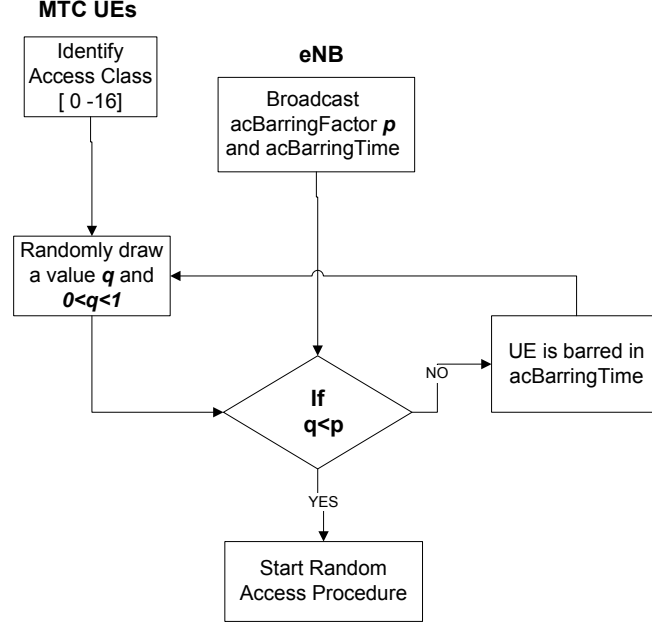 MTC UEs
Identify
Access Class
[ 0 -16]
eNB
Broadcast
acBarringFactor p
and acBarringTime
Randomly draw
a value q and
0<q<1
UE is barred in
acBarringTime
NO
If
q<p
YES
Start Random
Access Procedure